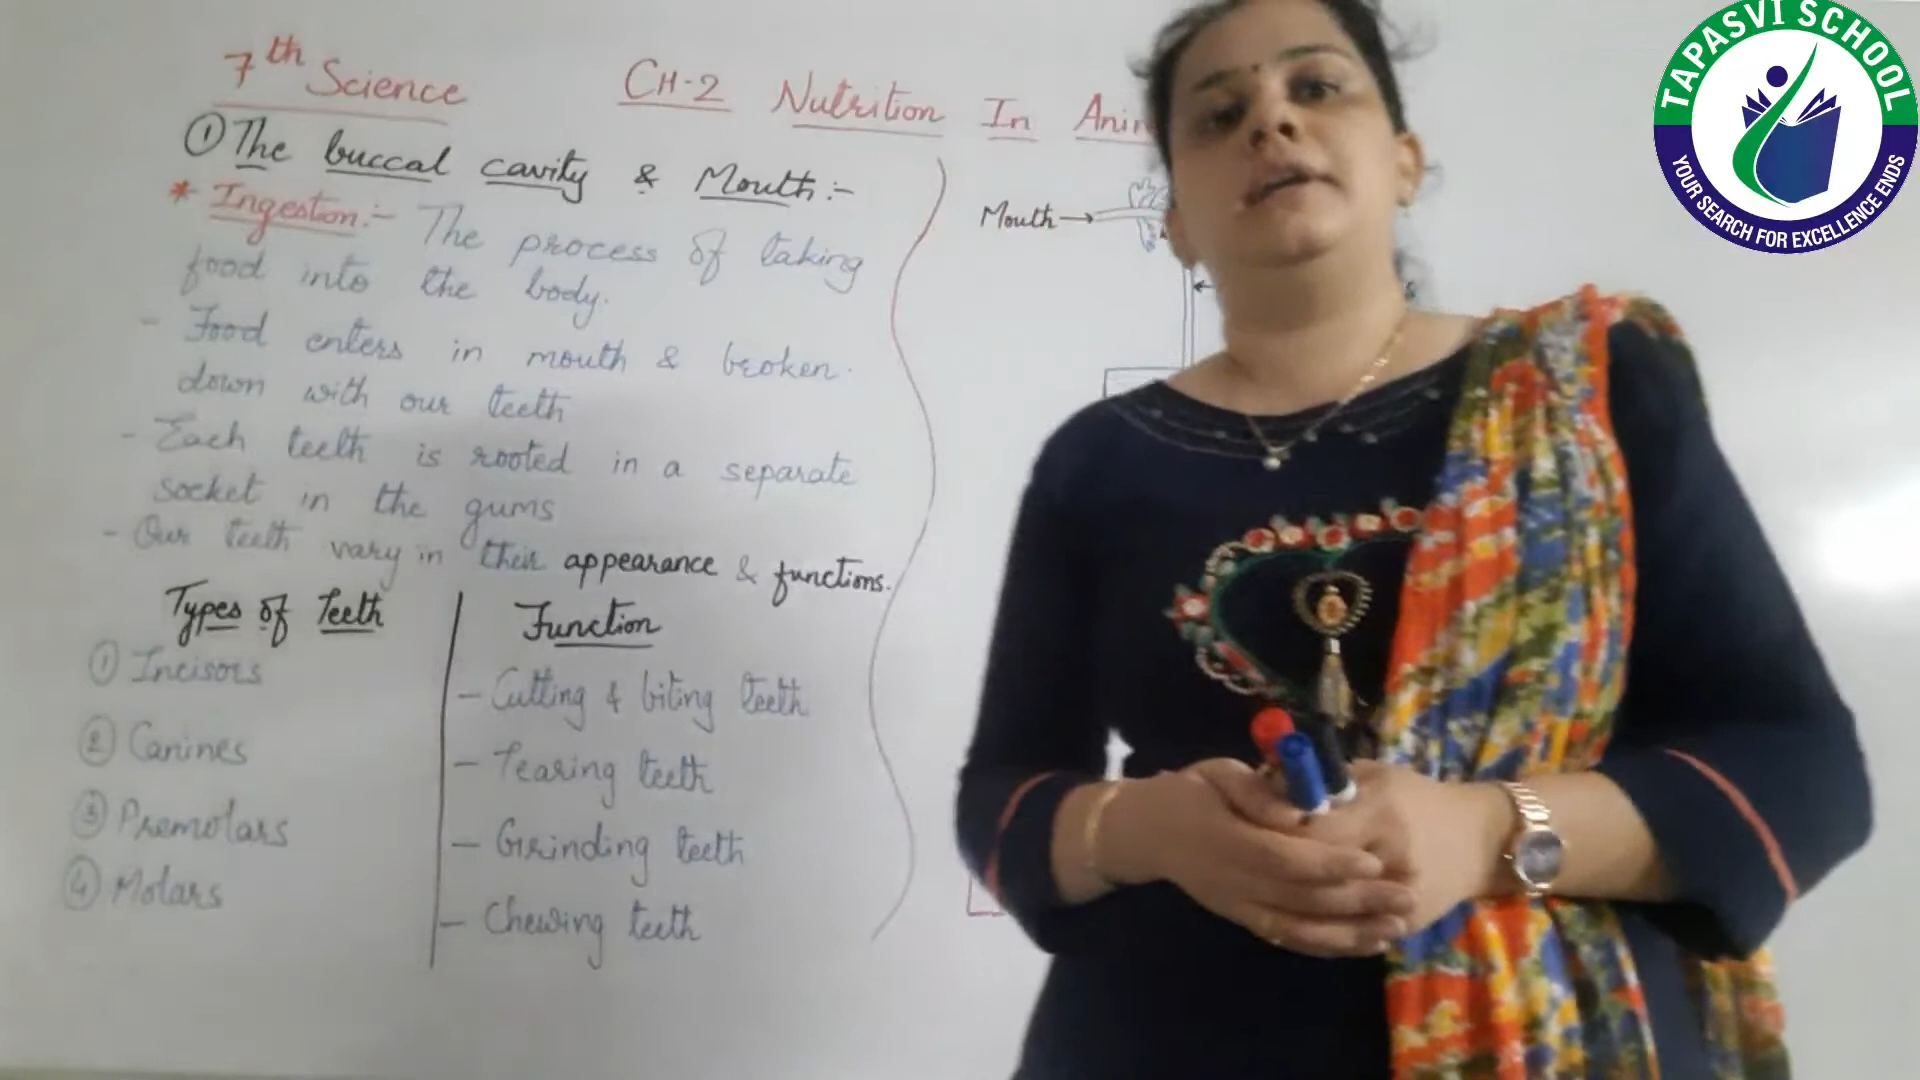 7th Science CH-2 Nutrition In
① The buccal cavity & Mouth :-
* Ingestion :- The process of taking
food into the body.
- Food enters in mouth & broken
down with our teeth
- Each teeth is rooted in a separate
socket in the gums
- Our teeth vary in their appearance & functions.
Types of Teeth Function
① Incisors - Cutting & biting teeth
② Canines - Tearing teeth
③ Premolars - Grinding teeth
④ Molars - Chewing teeth
Mouth →
TAPASVI SCHOOL
YOUR SEARCH FOR EXCELLENCE ENDS